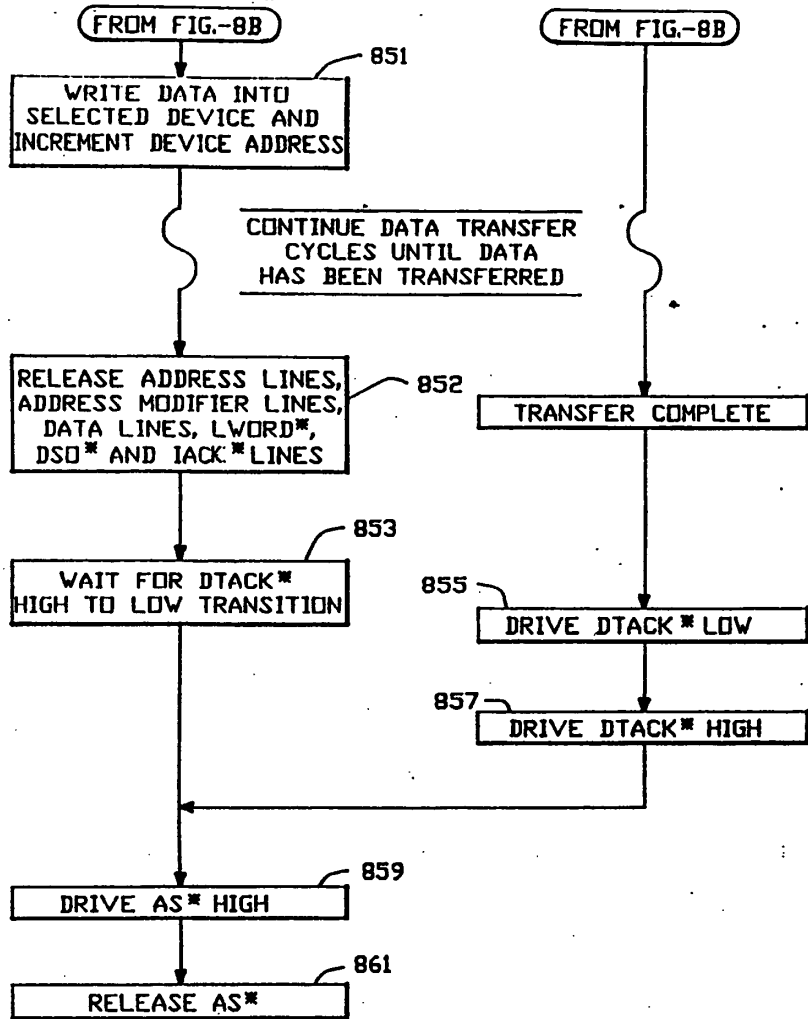 FROM FIG.-8B
FROM FIG.-8B
851
WRITE DATA INTO
SELECTED DEVICE AND
INCREMENT DEVICE ADDRESS
CONTINUE DATA TRANSFER
CYCLES UNTIL DATA
HAS BEEN TRANSFERRED
RELEASE ADDRESS LINES,
ADDRESS MODIFIER LINES,
DATA LINES, LWORD*,
DSO* AND IACK* LINES
852
TRANSFER COMPLETE
853
WAIT FOR DTACK*
HIGH TO LOW TRANSITION
855
DRIVE DTACK* LOW
857
DRIVE DTACK* HIGH
859
DRIVE AS* HIGH
861
RELEASE AS*